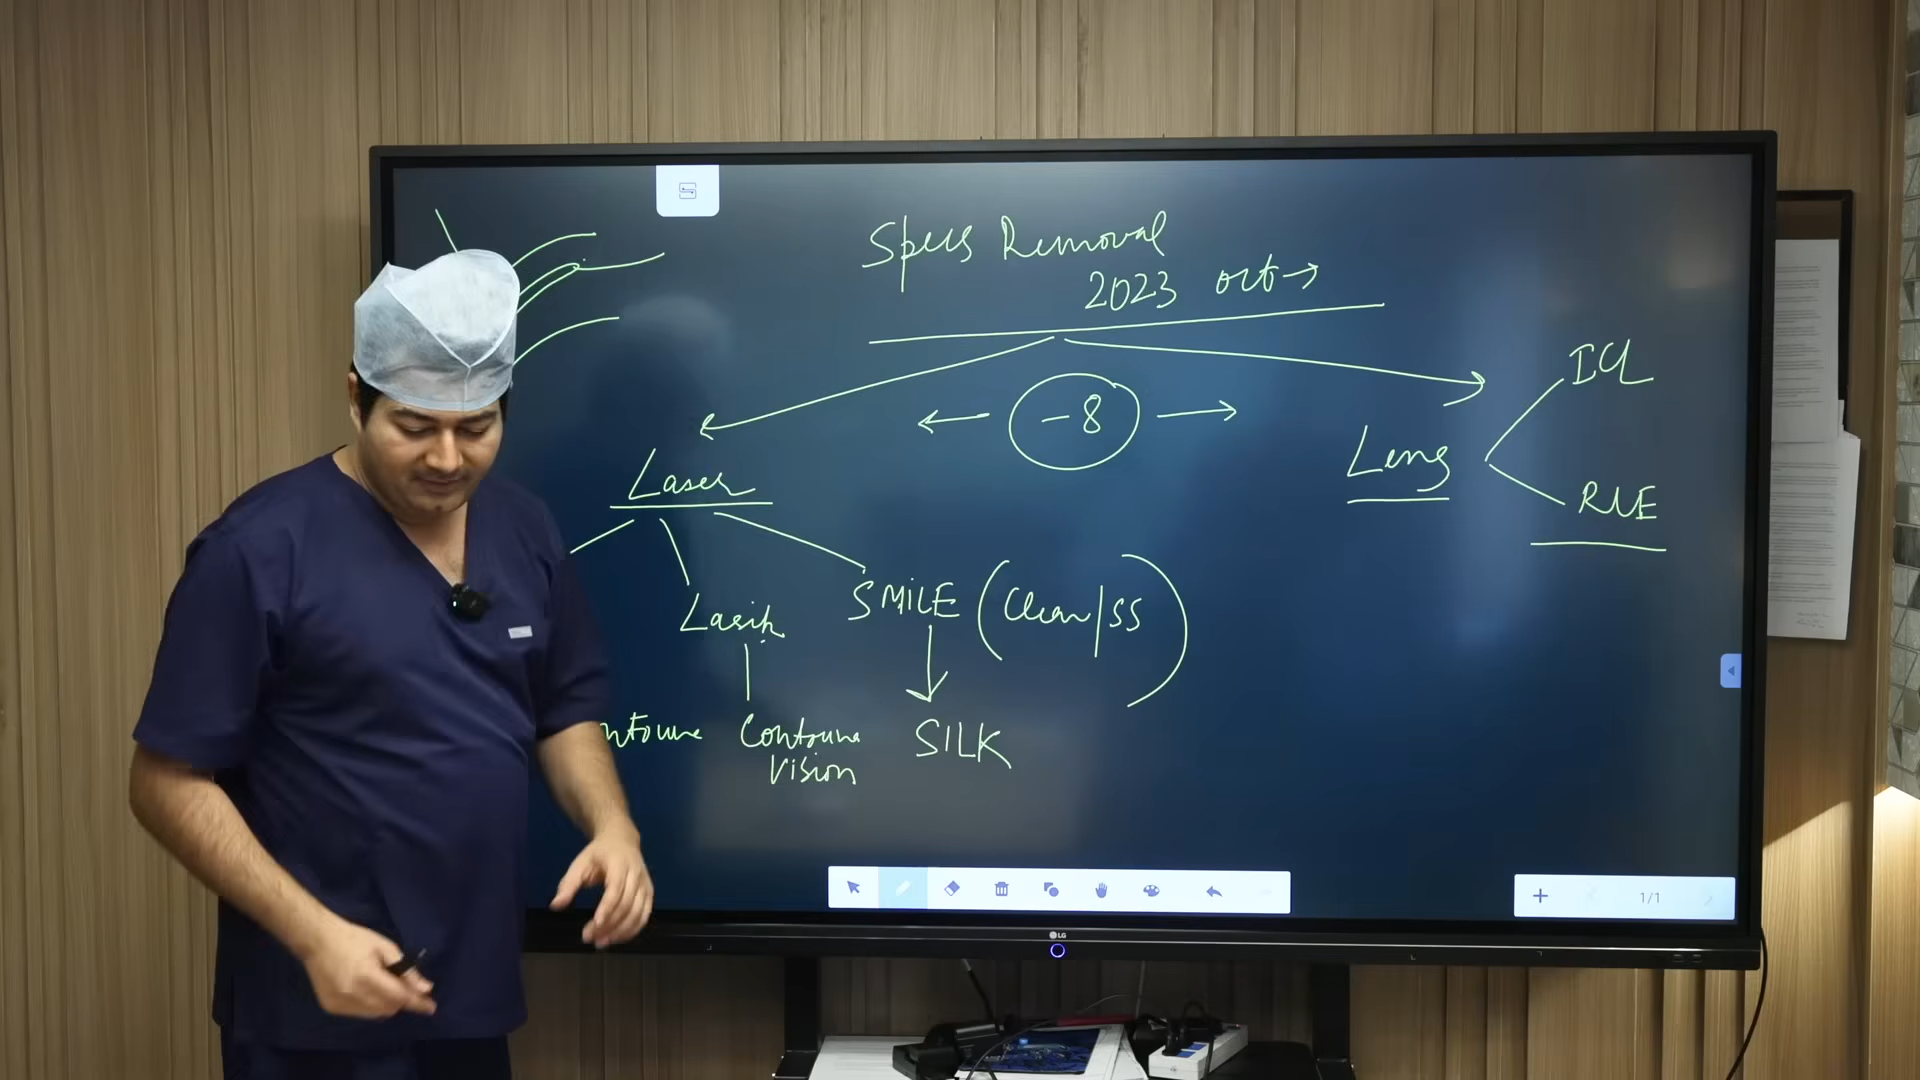 Specs Removal
2023 oct →
ICL
-8
Lens
Laser
RLE
SMILE (Clear/SS)
Lasik
ntoura Contoura
Vision
SILK
1/1
LG